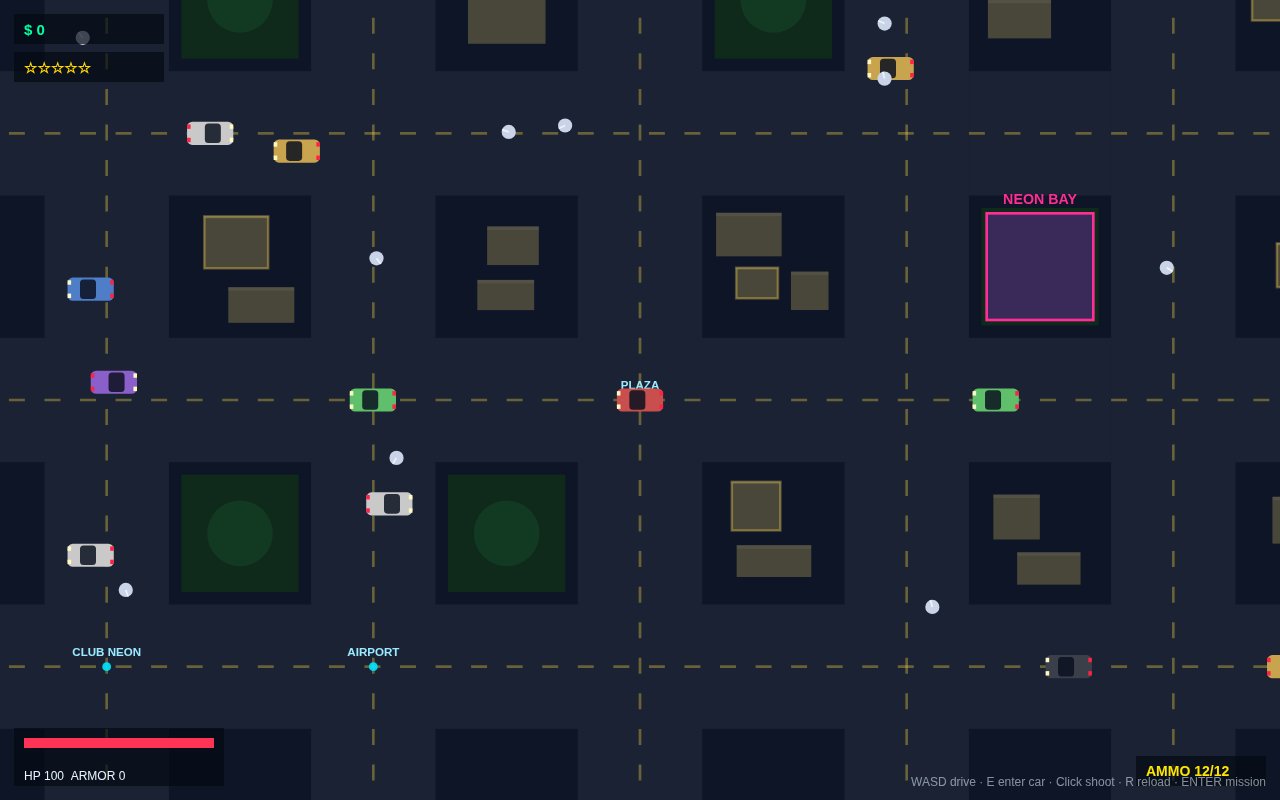 $ 0
☆☆☆☆☆
NEON BAY
PLAZA
CLUB NEON
AIRPORT
HP 100 ARMOR 0
AMMO 12/12
WASD drive · E enter car · Click shoot · R reload · ENTER mission